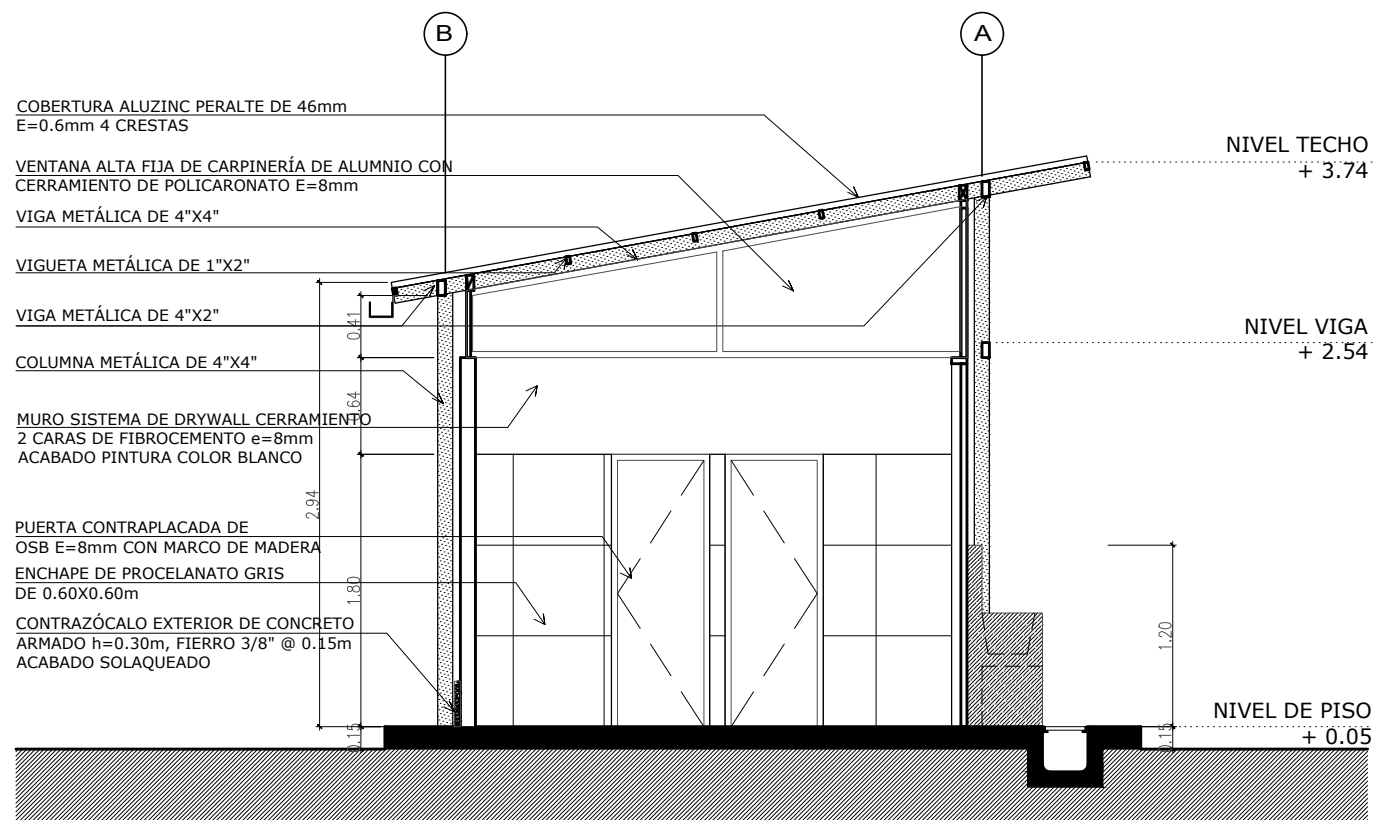 B
A
COBERTURA ALUZINC PERALTE DE 46mm
E=0.6mm 4 CRESTAS
VENTANA ALTA FIJA DE CARPINERÍA DE ALUMNIO CON
CERRAMIENTO DE POLICARONATO E=8mm
VIGA METÁLICA DE 4"X4"
VIGUETA METÁLICA DE 1"X2"
VIGA METÁLICA DE 4"X2"
COLUMNA METÁLICA DE 4"X4"
MURO SISTEMA DE DRYWALL CERRAMIENTO
2 CARAS DE FIBROCEMENTO e=8mm
ACABADO PINTURA COLOR BLANCO
PUERTA CONTRAPLACADA DE
OSB E=8mm CON MARCO DE MADERA
ENCHAPE DE PROCELANATO GRIS
DE 0.60X0.60m
CONTRAZÓCALO EXTERIOR DE CONCRETO
ARMADO h=0.30m, FIERRO 3/8" @ 0.15m
ACABADO SOLAQUEADO
2.94
0.41
0.64
1.80
0.15
1.20
0.15
NIVEL TECHO
+ 3.74
NIVEL VIGA
+ 2.54
NIVEL DE PISO
+ 0.05